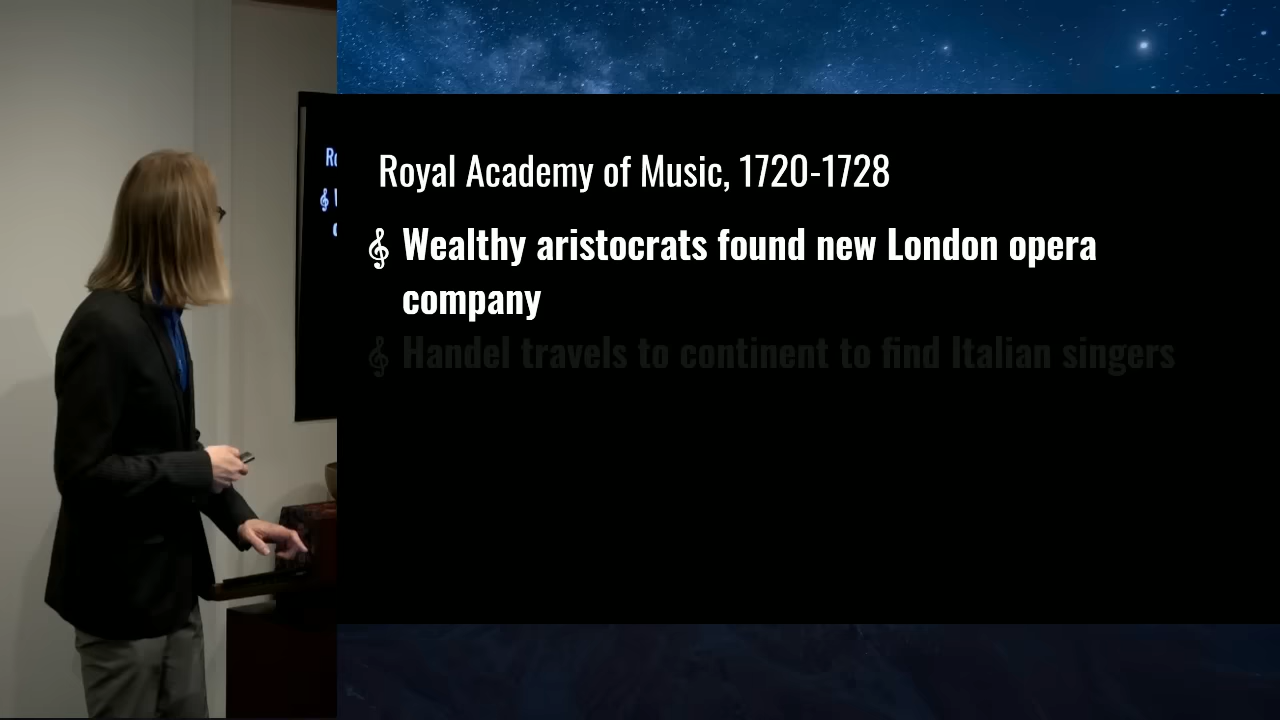 Royal Academy of Music, 1720-1728
Wealthy aristocrats found new London opera
company
Handel travels to continent to find Italian singers